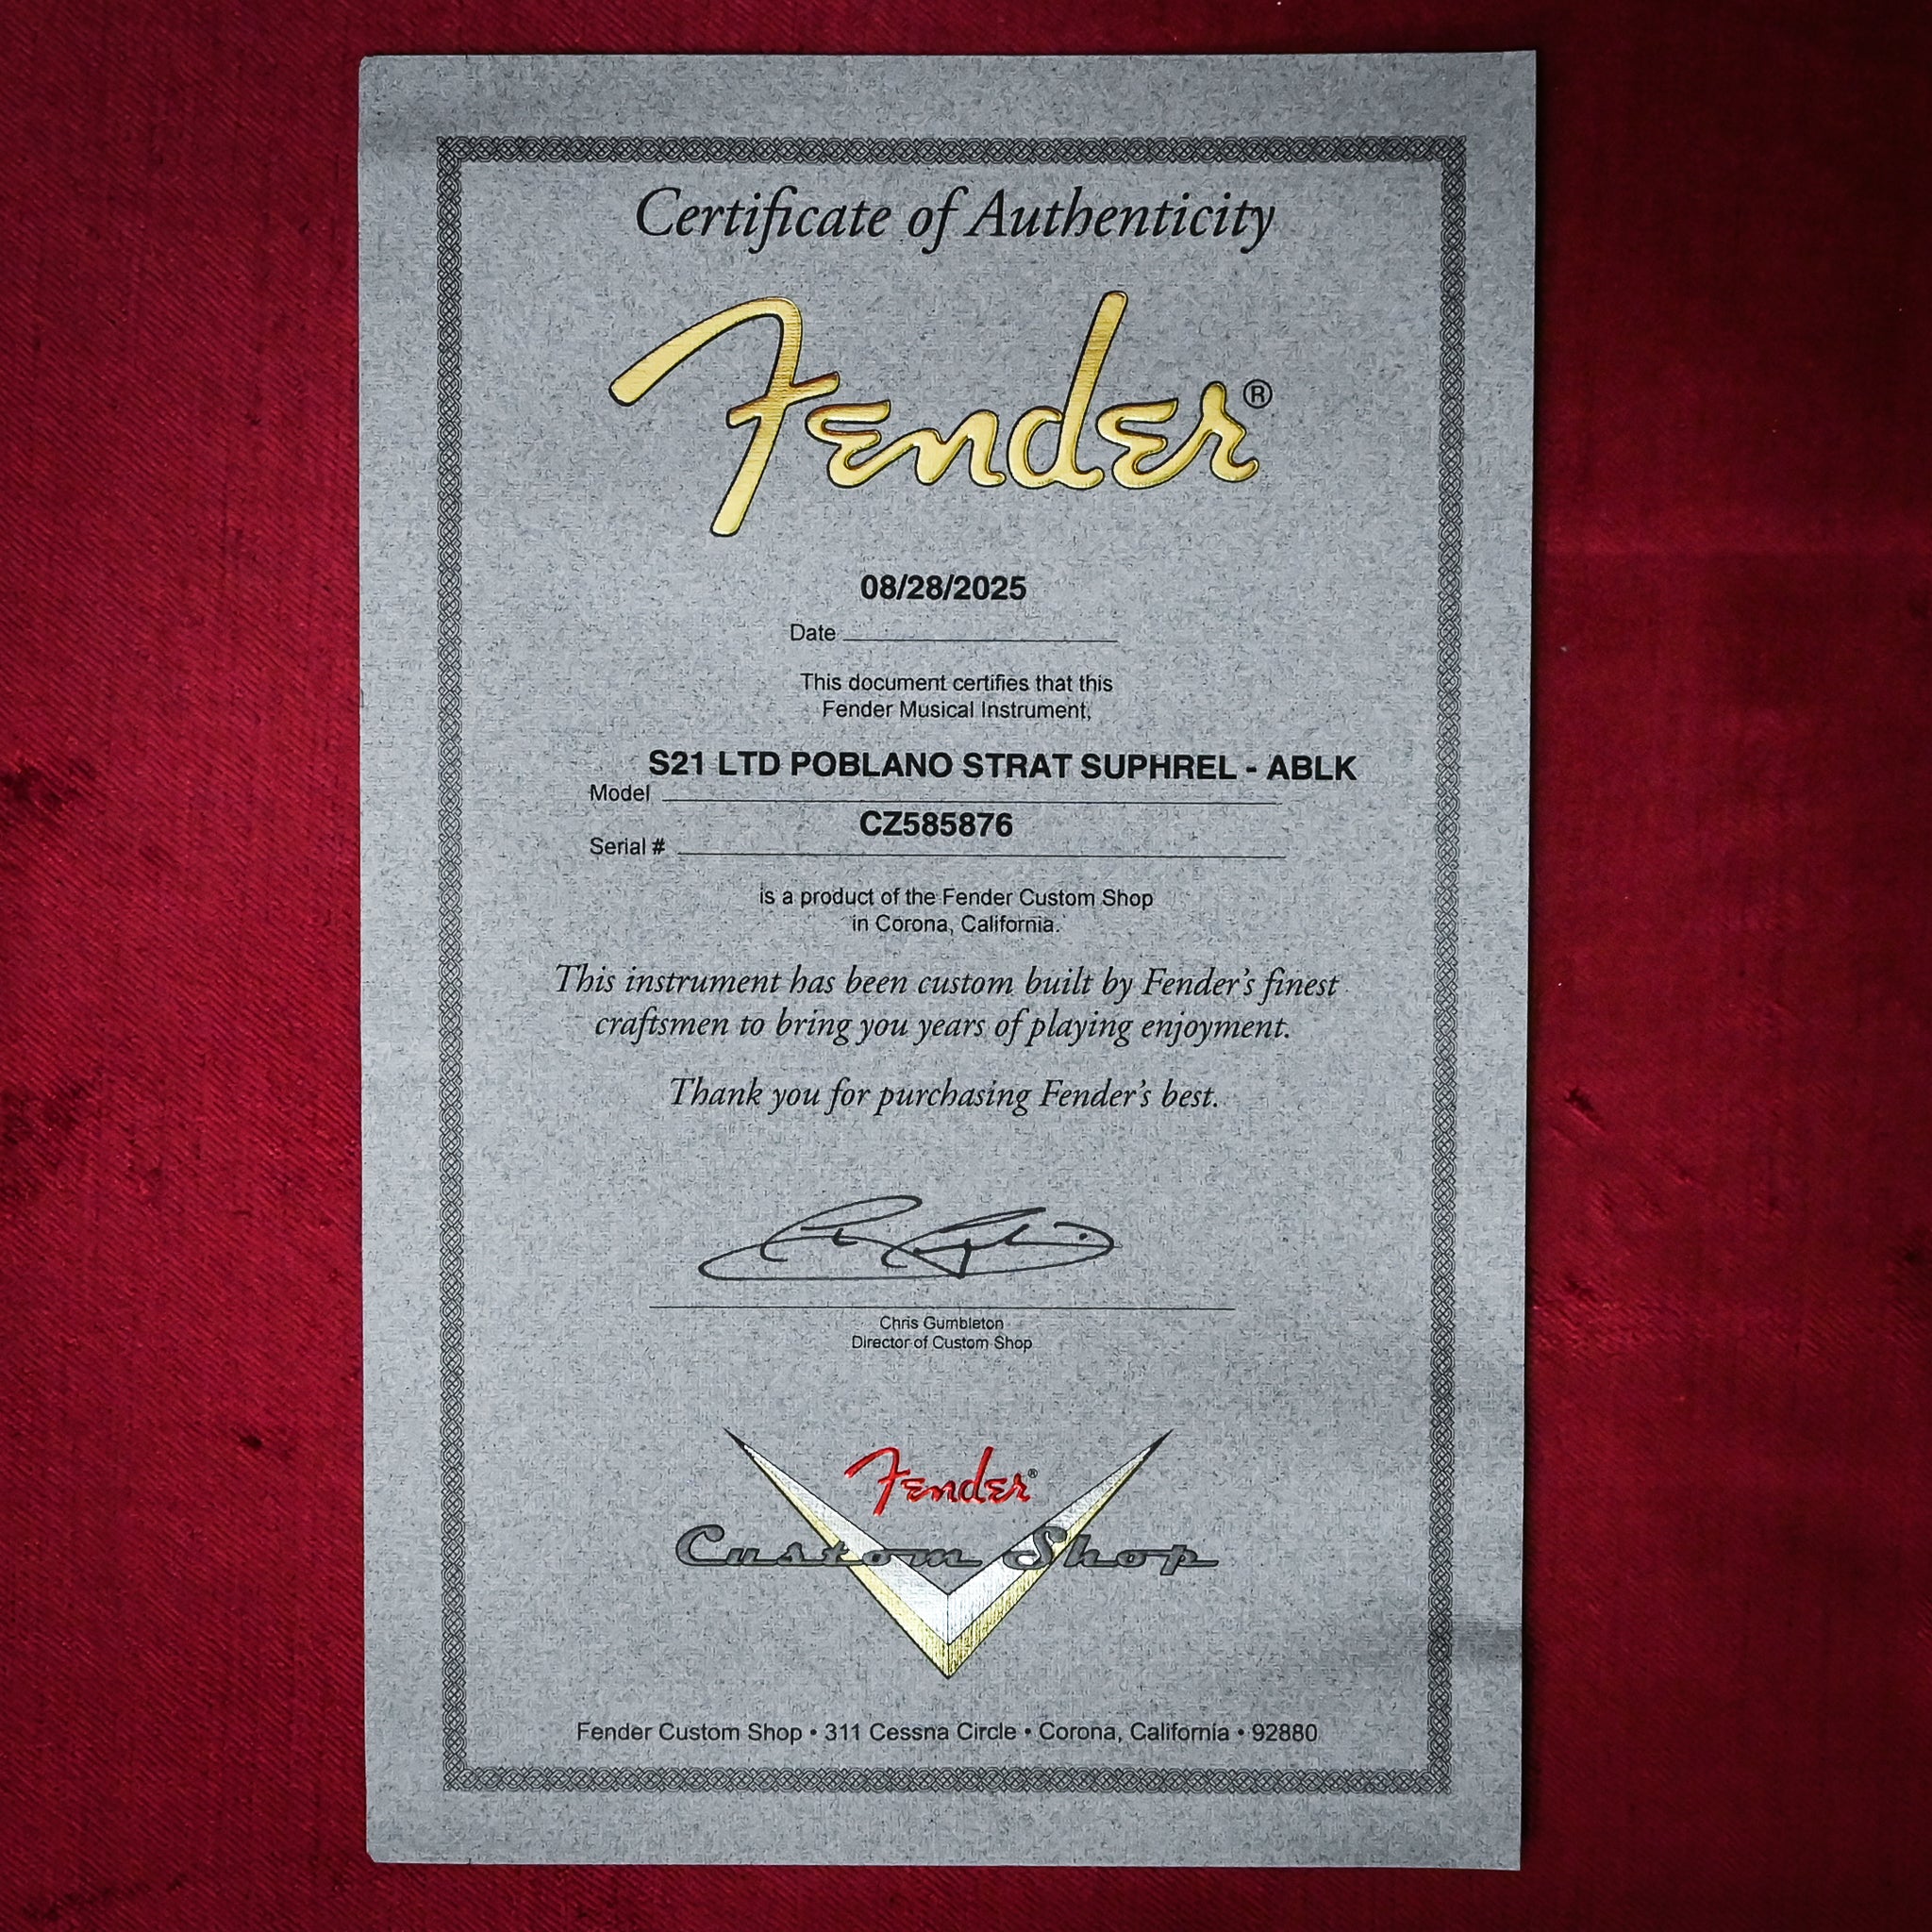 Certificate of Authenticity
Fender®
08/28/2025
Date
This document certifies that this
Fender Musical Instrument,
S21 LTD POBLANO STRAT SUPHREL - ABLK
Model
CZ585876
Serial #
is a product of the Fender Custom Shop
in Corona, California.
This instrument has been custom built by Fender's finest
craftsmen to bring you years of playing enjoyment.
Thank you for purchasing Fender's best.
Chris Gumbleton
Director of Custom Shop
Fender®
Custom Shop
Fender Custom Shop • 311 Cessna Circle • Corona, California • 92880